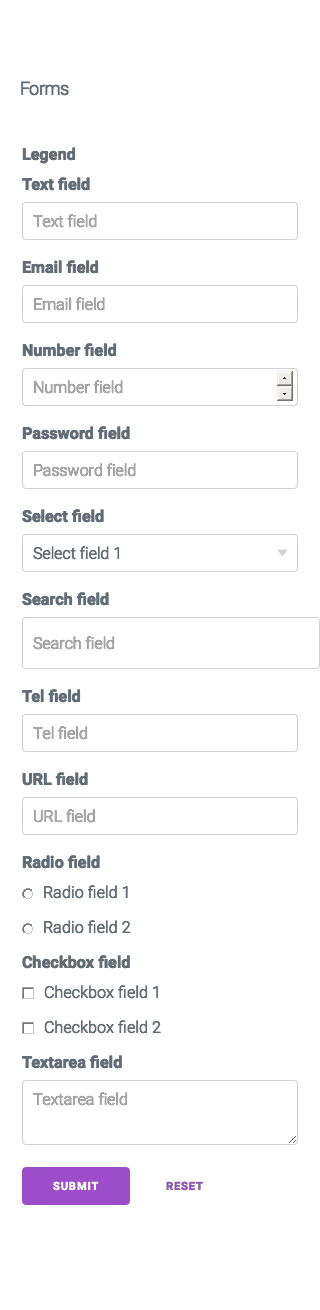 Forms
Legend
Text field
Text field
Email field
Email field
Number field
Number field
Password field
Password field
Select field
Select field 1
Search field
Search field
Tel field
Tel field
URL field
URL field
Radio field
Radio field 1
Radio field 2
Checkbox field
Checkbox field 1
Checkbox field 2
Textarea field
Textarea field
SUBMIT RESET